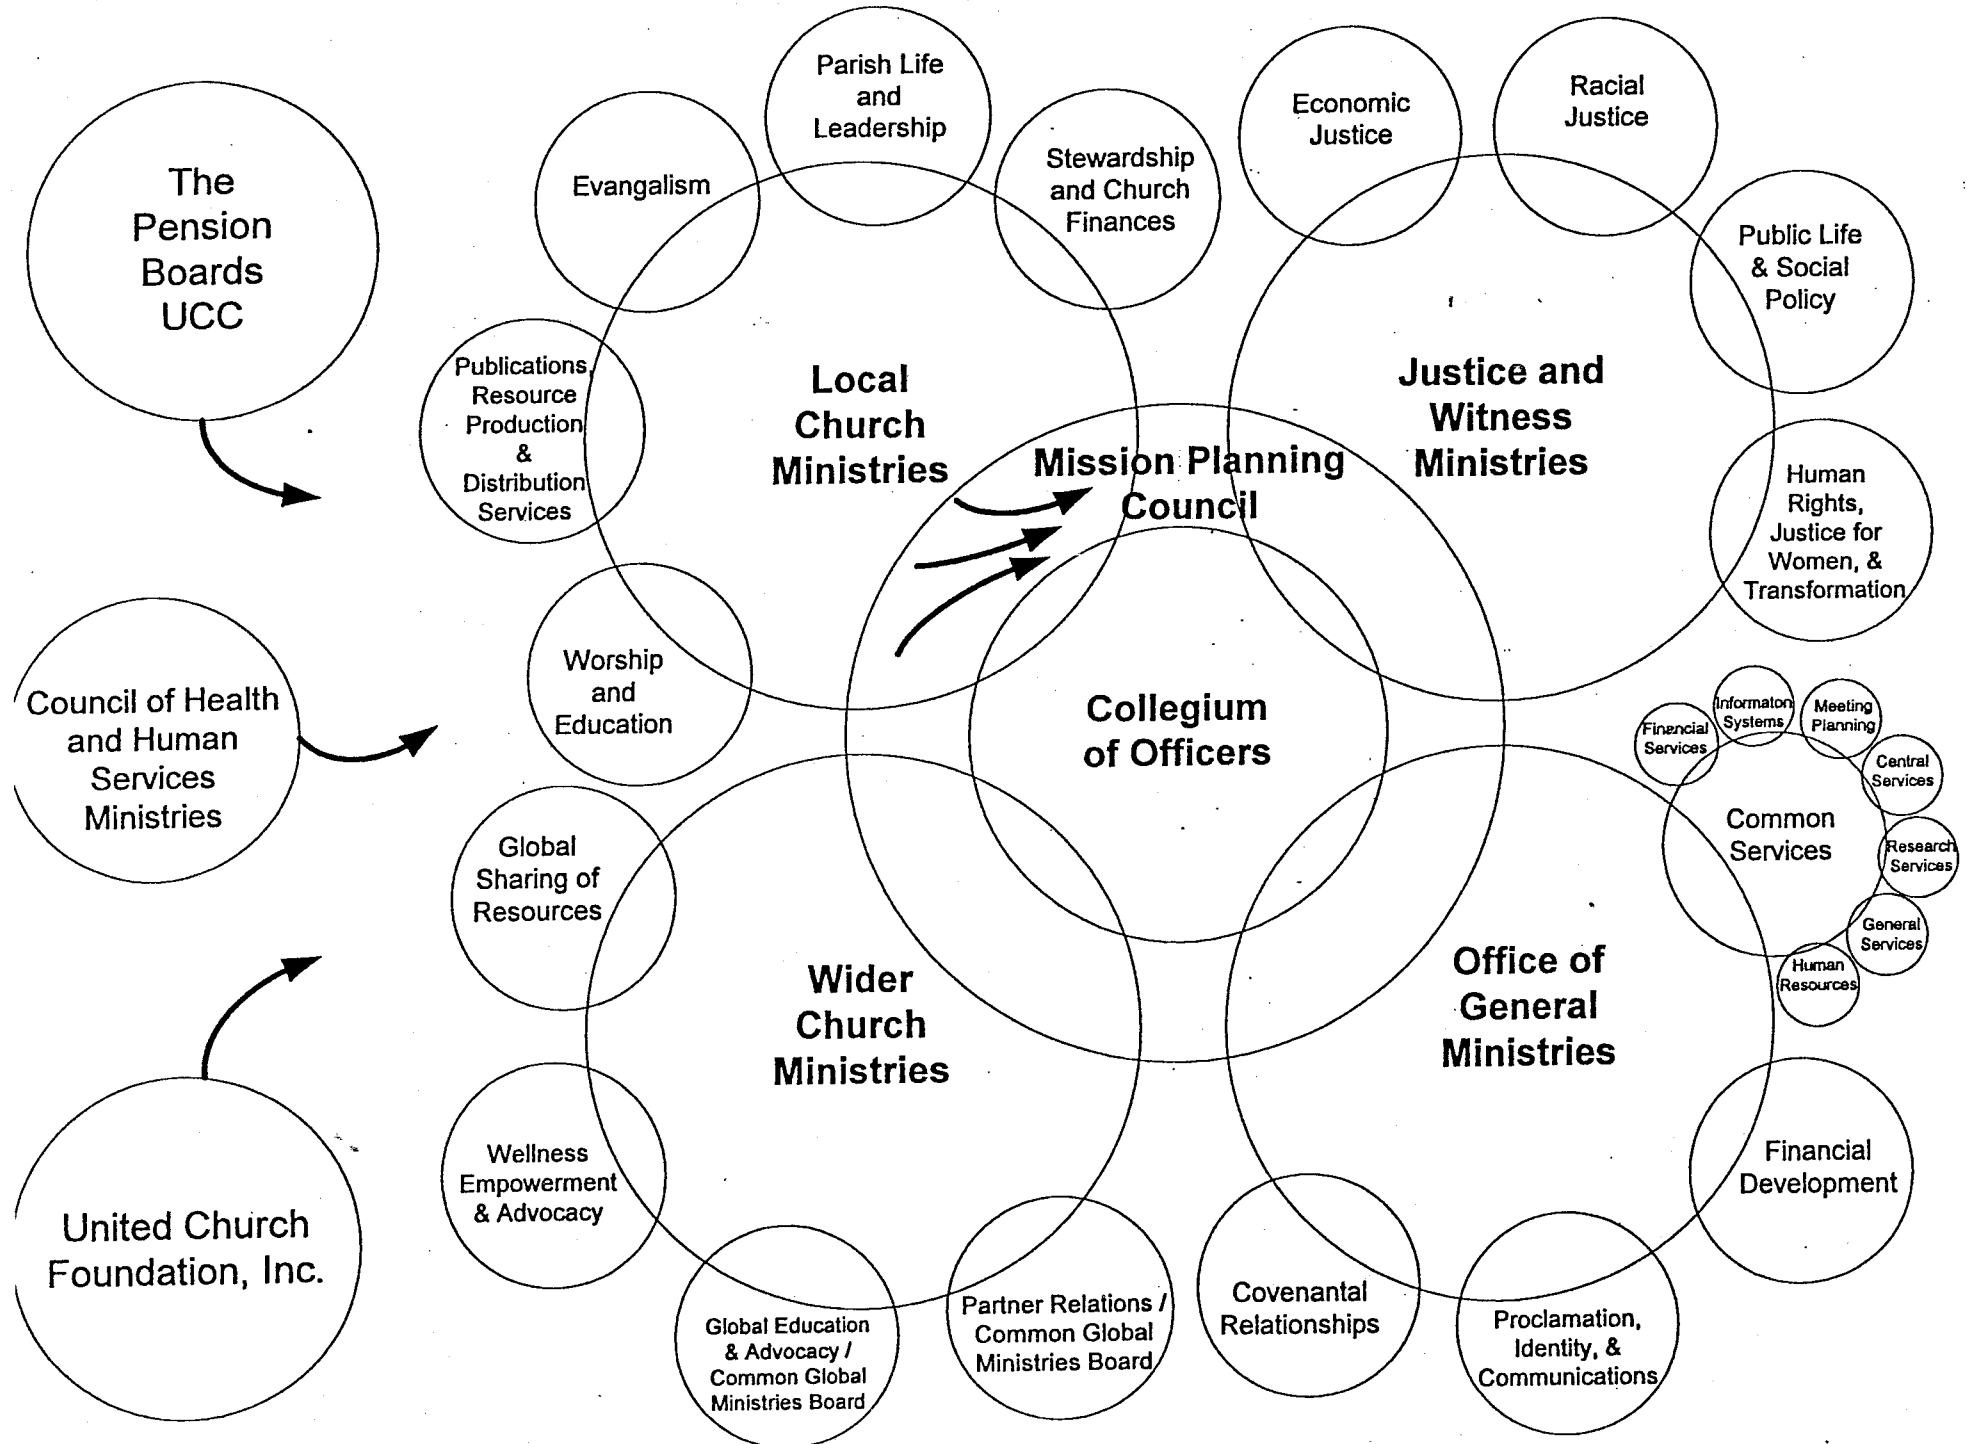 The
Pension
Boards
UCC
Council of Health
and Human
Services
Ministries
United Church
Foundation, Inc.
Evangalism
Parish Life
and
Leadership
Stewardship
and Church
Finances
Publications,
Resource
Production
&
Distribution
Services
Worship
and
Education
Local
Church
Ministries
Economic
Justice
Racial
Justice
Public Life
& Social
Policy
Human
Rights,
Justice for
Women, &
Transformation
Justice and
Witness
Ministries
Mission Planning
Council
Collegium
of Officers
Global
Sharing of
Resources
Wellness
Empowerment
& Advocacy
Global Education
& Advocacy /
Common Global
Ministries Board
Partner Relations /
Common Global
Ministries Board
Wider
Church
Ministries
Office of
General
Ministries
Financial
Services
Informaton
Systems
Meeting
Planning
Central
Services
Research
Services
General
Services
Human
Resources
Common
Services
Financial
Development
Covenantal
Relationships
Proclamation,
Identity, &
Communications